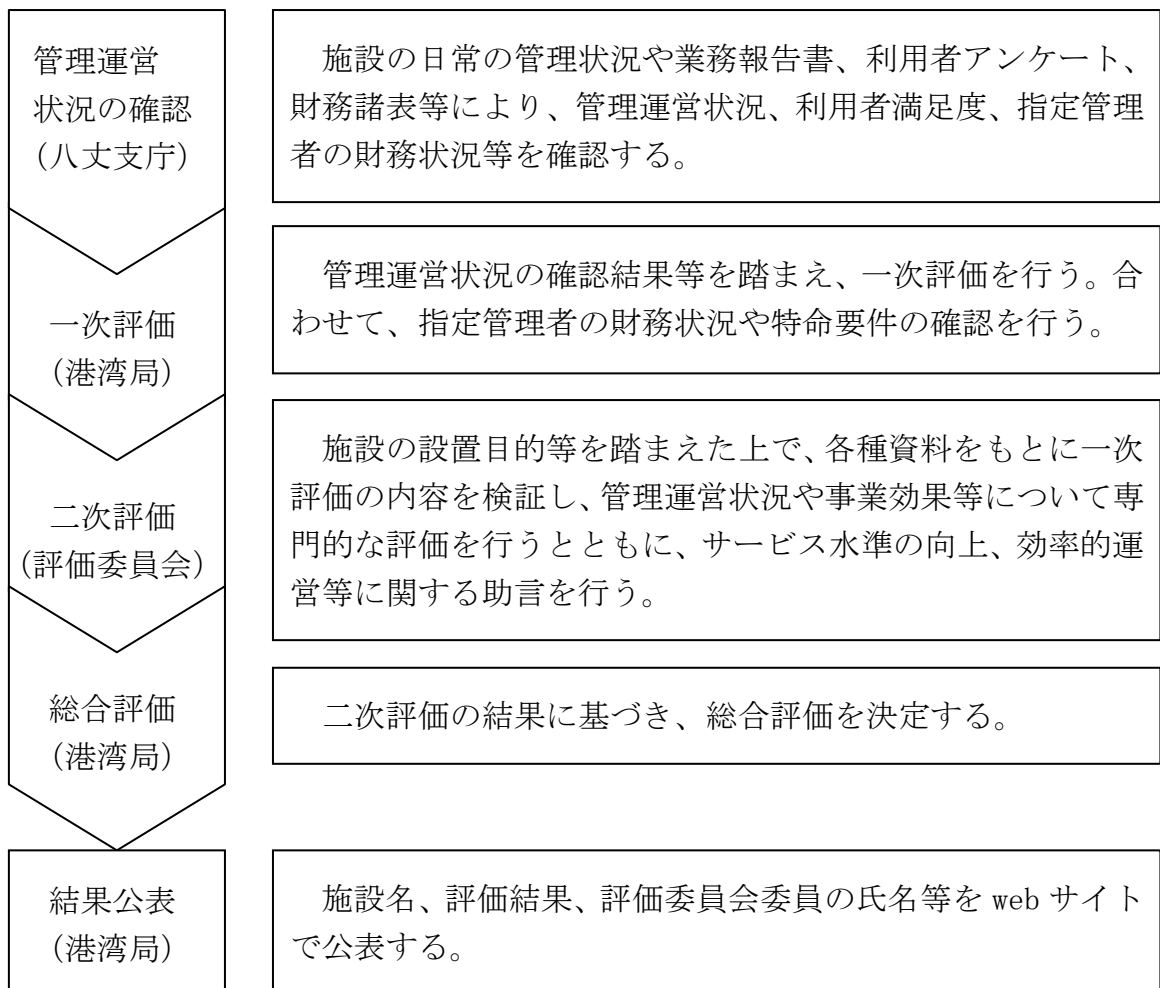 管理運営
状況の確認
（八丈支庁）
施設の日常の管理状況や業務報告書、利用者アンケート、
財務諸表等により、管理運営状況、利用者満足度、指定管理
者の財務状況等を確認する。
一次評価
（港湾局）
管理運営状況の確認結果等を踏まえ、一次評価を行う。合
わせて、指定管理者の財務状況や特命要件の確認を行う。
二次評価
（評価委員会）
施設の設置目的等を踏まえた上で、各種資料をもとに一次
評価の内容を検証し、管理運営状況や事業効果等について専
門的な評価を行うとともに、サービス水準の向上、効率的運
営等に関する助言を行う。
総合評価
（港湾局）
二次評価の結果に基づき、総合評価を決定する。
結果公表
（港湾局）
施設名、評価結果、評価委員会委員の氏名等を web サイト
で公表する。